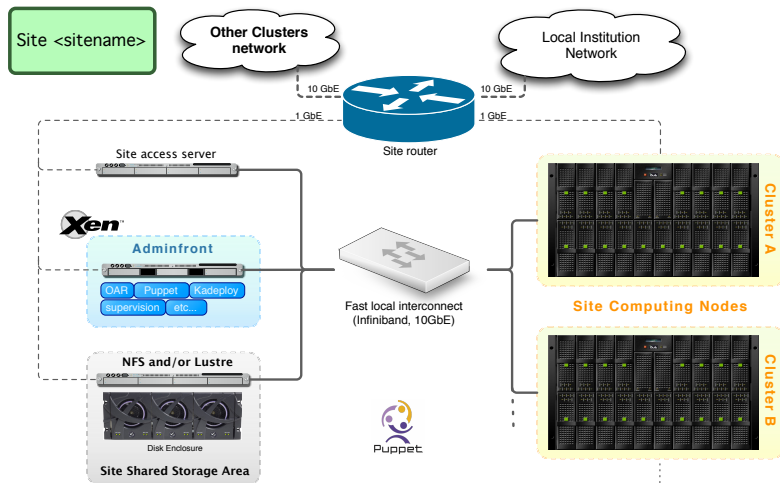 Site <sitename>
Other Clusters
network
Local Institution
Network
10 GbE
10 GbE
1 GbE
1 GbE
Site router
Site access server
Xen™
Adminfront
OAR
Puppet
Kadeploy
supervision
etc...
Fast local interconnect
(Infiniband, 10GbE)
Cluster A
Site Computing Nodes
Cluster B
NFS and/or Lustre
Disk Enclosure
Site Shared Storage Area
Puppet